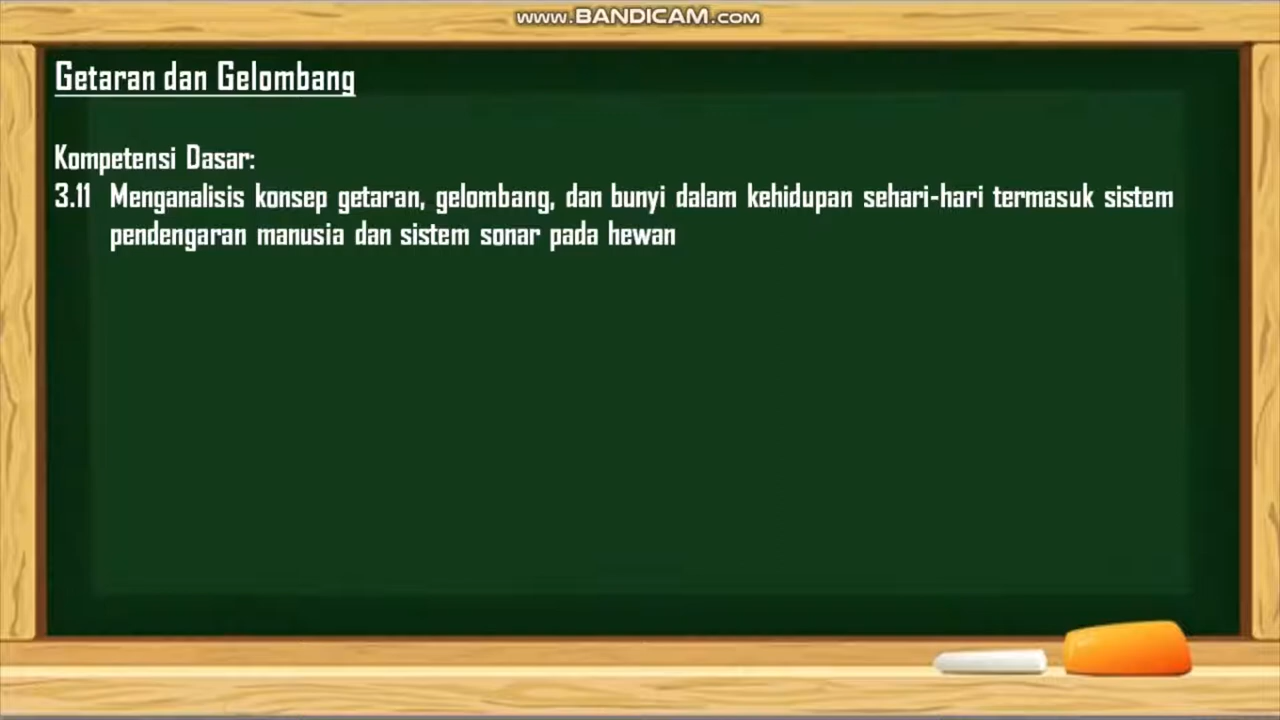 www.BANDICAM.com
Getaran dan Gelombang
Kompetensi Dasar:
3.11 Menganalisis konsep getaran, gelombang, dan bunyi dalam kehidupan sehari-hari termasuk sistem
pendengaran manusia dan sistem sonar pada hewan